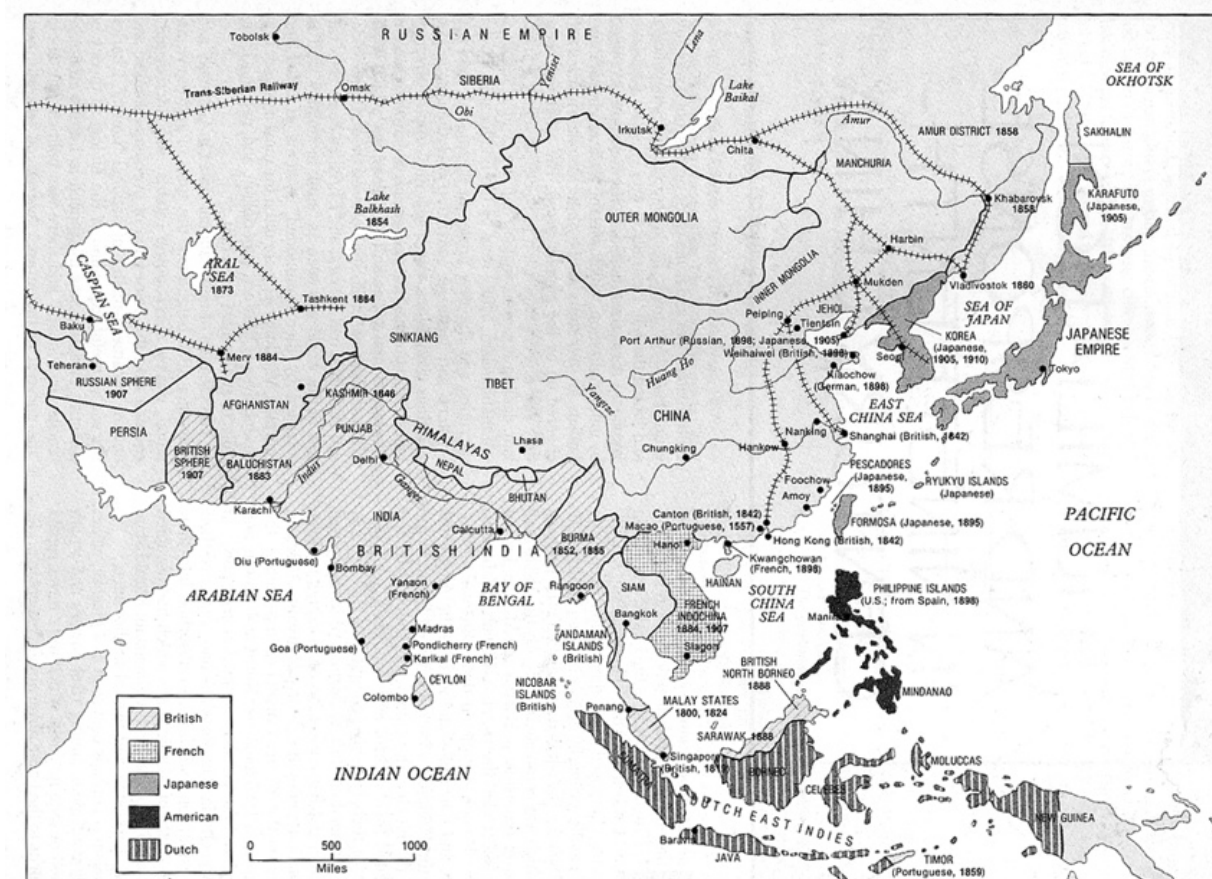 RUSSIAN EMPIRE
Tobolsk
Lena
SEA OF
OKHOTSK
Trans-Siberian Railway
Omsk
SIBERIA
Yenisei
Obi
Lake
Baikal
Irkutsk
Chita
Amur
AMUR DISTRICT 1858
SAKHALIN
MANCHURIA
Khabarovsk
1858
KARAFUTO
(Japanese,
1905)
Lake
Balkhash
1854
OUTER MONGOLIA
Harbin
CASPIAN SEA
ARAL
SEA
1873
Tashkent 1864
INNER MONGOLIA
Mukden
Vladivostok 1860
SEA OF
JAPAN
Baku
Merv 1884
SINKIANG
Peiping
Tientsin
JEHOL
Port Arthur (Russian, 1898; Japanese, 1905)
Weihaiwei (British, 1898)
KOREA
(Japanese,
1905, 1910)
Seoul
JAPANESE
EMPIRE
Tokyo
Teheran
RUSSIAN SPHERE
1907
AFGHANISTAN
KASHMIR 1846
TIBET
Huang Ho
Kiaochow
(German, 1898)
PERSIA
BRITISH
SPHERE
1907
BALUCHISTAN
1883
PUNJAB
Indus
Delhi
HIMALAYAS
Lhasa
NEPAL
Ganges
BHUTAN
Yangtze
CHINA
Chungking
Hankow
Nanking
EAST
CHINA SEA
Shanghai (British, 1842)
Karachi
INDIA
Calcutta
BURMA
1852, 1885
Foochow
Amoy
PESCADORES
(Japanese,
1895)
RYUKYU ISLANDS
(Japanese)
Canton (British, 1842)
Macao (Portuguese, 1557)
Hong Kong (British, 1842)
FORMOSA (Japanese, 1895)
PACIFIC
OCEAN
Diu (Portuguese)
Bombay
BRITISH INDIA
Hanoi
Kwangchowan
(French, 1898)
HAINAN
ARABIAN SEA
Yanaon
(French)
BAY OF
BENGAL
Rangoon
SIAM
Bangkok
FRENCH
INDOCHINA
1884, 1907
SOUTH
CHINA
SEA
PHILIPPINE ISLANDS
(U.S.; from Spain, 1898)
Manila
Goa (Portuguese)
Madras
Pondicherry (French)
Karikal (French)
ANDAMAN
ISLANDS
(British)
Siagon
CEYLON
Colombo
NICOBAR
ISLANDS
(British)
BRITISH
NORTH BORNEO
1888
MINDANAO
Penang
MALAY STATES
1800, 1824
SARAWAK 1888
Singapore
(British, 1819)
SUMATRA
BORNEO
CELEBES
MOLUCCAS
INDIAN OCEAN
DUTCH EAST INDIES
NEW GUINEA
JAVA
TIMOR
(Portuguese, 1859)
British
French
Japanese
American
Dutch
0 500 1000
Miles